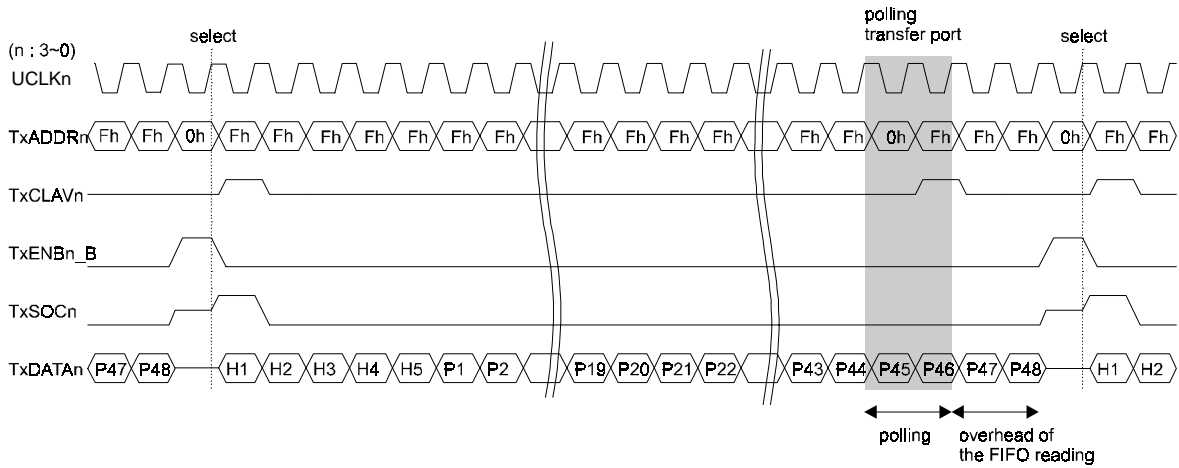 polling
transfer port
select
select
(n : 3~0)
UCLKn
TxADDRn Fh Fh 0h Fh Fh Fh Fh Fh Fh Fh Fh Fh Fh Fh Fh Fh 0h Fh Fh Fh 0h Fh Fh
TxCLAVn
TxENBn_B
TxSOCn
TxDATAn P47 P48 H1 H2 H3 H4 H5 P1 P2 P19 P20 P21 P22 P43 P44 P45 P46 P47 P48 H1 H2
polling
overhead of
the FIFO reading